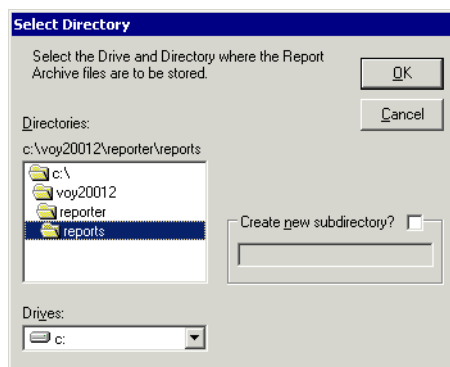 Select Directory
Select the Drive and Directory where the Report
Archive files are to be stored.
OK
Cancel
Directories:
c:\voy20012\reporter\reports
c:\
voy20012
reporter
reports
Create new subdirectory?
Drives:
c: